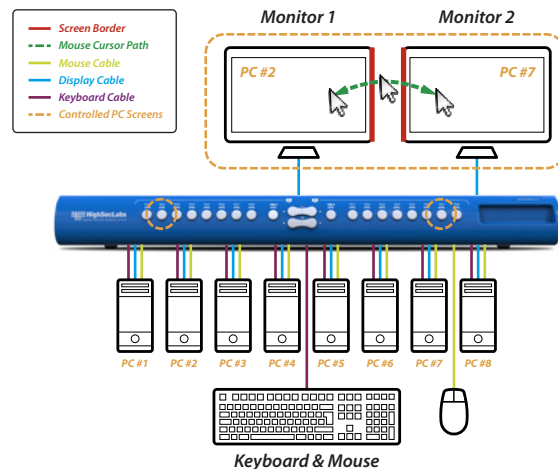 Monitor 1
Monitor 2
Screen Border
Mouse Cursor Path
Mouse Cable
Display Cable
Keyboard Cable
Controlled PC Screens
PC #2
PC #7
HighSecLabs
PC #1
PC #2
PC #3
PC #4
PC #5
PC #6
PC #7
PC #8
Keyboard & Mouse